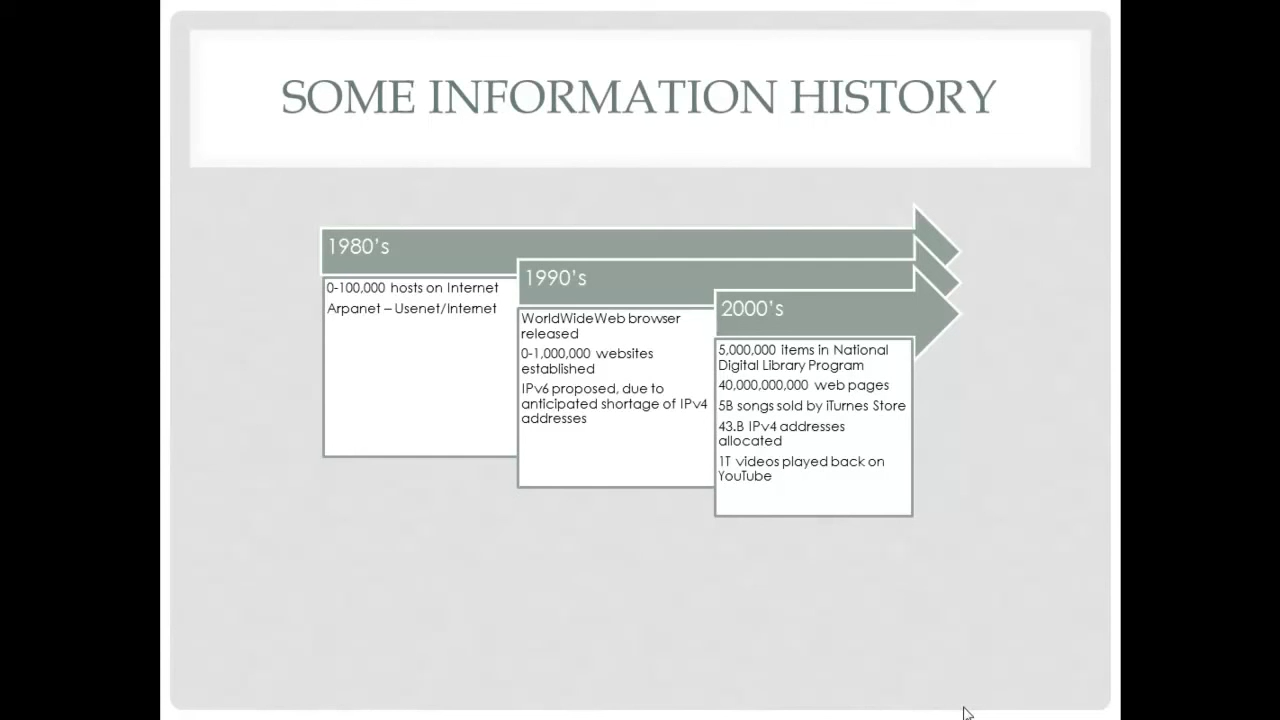 SOME INFORMATION HISTORY
1980's
0-100,000 hosts on Internet
Arpanet – Usenet/Internet
1990's
WorldWideWeb browser
released
0-1,000,000 websites
established
IPv6 proposed, due to
anticipated shortage of IPv4
addresses
2000's
5,000,000 items in National
Digital Library Program
40,000,000,000 web pages
5B songs sold by iTurnes Store
43.B IPv4 addresses
allocated
1T videos played back on
YouTube